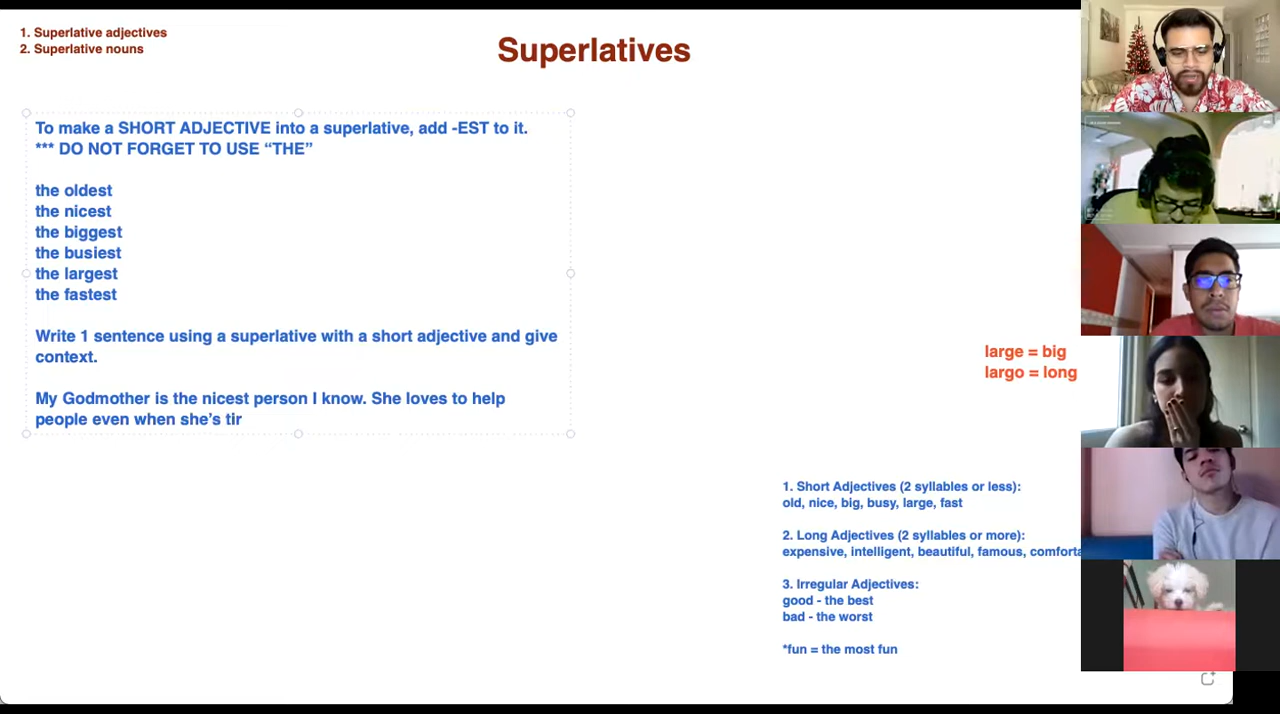 1. Superlative adjectives
2. Superlative nouns
Superlatives
To make a SHORT ADJECTIVE into a superlative, add -EST to it.
*** DO NOT FORGET TO USE “THE”
the oldest
the nicest
the biggest
the busiest
the largest
the fastest
Write 1 sentence using a superlative with a short adjective and give
context.
My Godmother is the nicest person I know. She loves to help
people even when she’s tir
large = big
largo = long
1. Short Adjectives (2 syllables or less):
old, nice, big, busy, large, fast
2. Long Adjectives (2 syllables or more):
expensive, intelligent, beautiful, famous, comforta
3. Irregular Adjectives:
good - the best
bad - the worst
*fun = the most fun